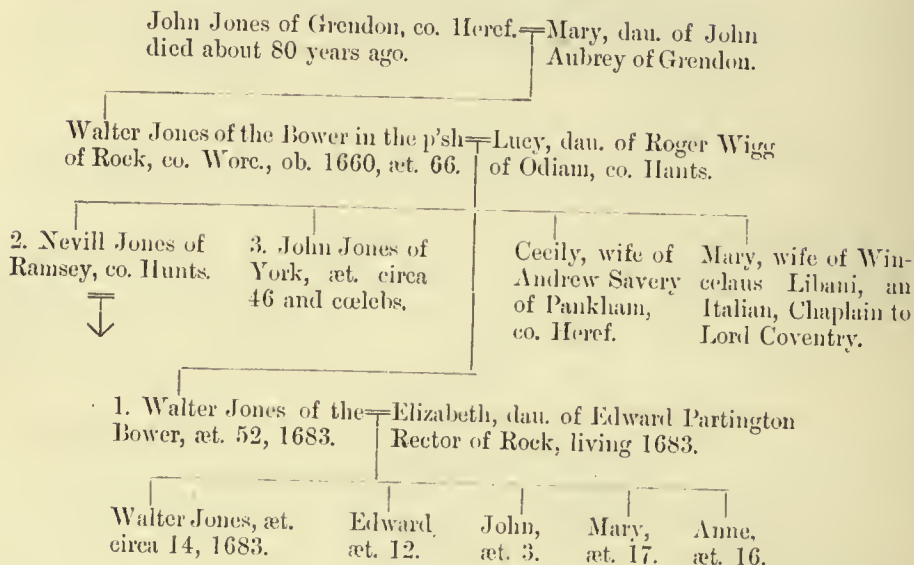 John Jones of Grendon, co. Heref. Mary, dau. of John
died about 80 years ago. Aubrey of Grendon.
Walter Jones of the Bower in the p'sh Lucy, dau. of Roger Wigg
of Rock, co. Worc., ob. 1660, æt. 66. of Odiam, co. Hants.
2. Nevill Jones of
Ramsey, co. Hunts.
3. John Jones of
York, æt. circa
46 and cœlebs.
Cecily, wife of
Andrew Savery
of Pankham,
co. Heref.
Mary, wife of Win-
celaus Libani, an
Italian, Chaplain to
Lord Coventry.
1. Walter Jones of the Elizabeth, dau. of Edward Partington
Bower, æt. 52, 1683. Rector of Rock, living 1683.
Walter Jones, æt.
circa 14, 1683.
Edward,
æt. 12.
John,
æt. 3.
Mary,
æt. 17.
Anne,
æt. 16.